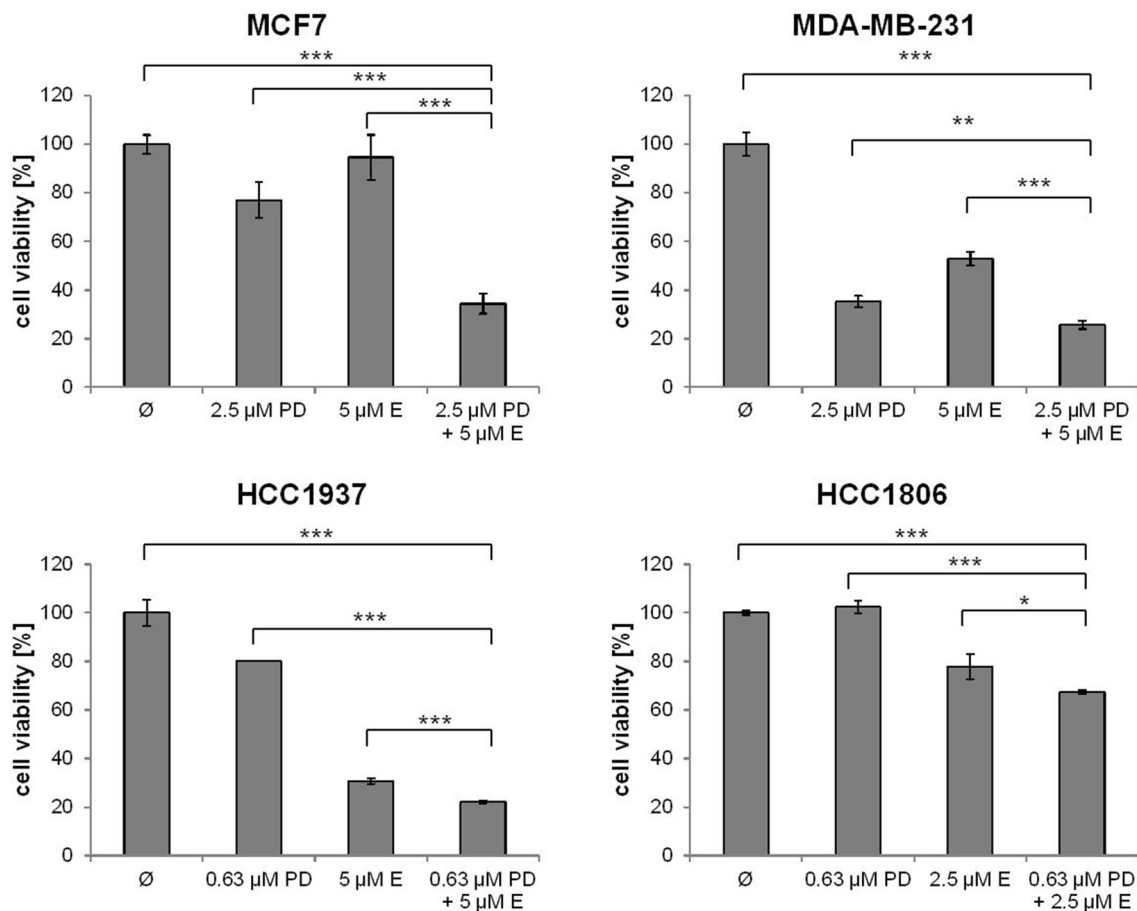 MCF7
***
***
***
cell viability [%]
120
100
80
60
40
20
0
Ø 2.5 µM PD 5 µM E 2.5 µM PD
+ 5 µM E
MDA-MB-231
***
**
***
cell viability [%]
120
100
80
60
40
20
0
Ø 2.5 µM PD 5 µM E 2.5 µM PD
+ 5 µM E
HCC1937
***
***
***
cell viability [%]
120
100
80
60
40
20
0
Ø 0.63 µM PD 5 µM E 0.63 µM PD
+ 5 µM E
HCC1806
***
***
*
cell viability [%]
120
100
80
60
40
20
0
Ø 0.63 µM PD 2.5 µM E 0.63 µM PD
+ 2.5 µM E